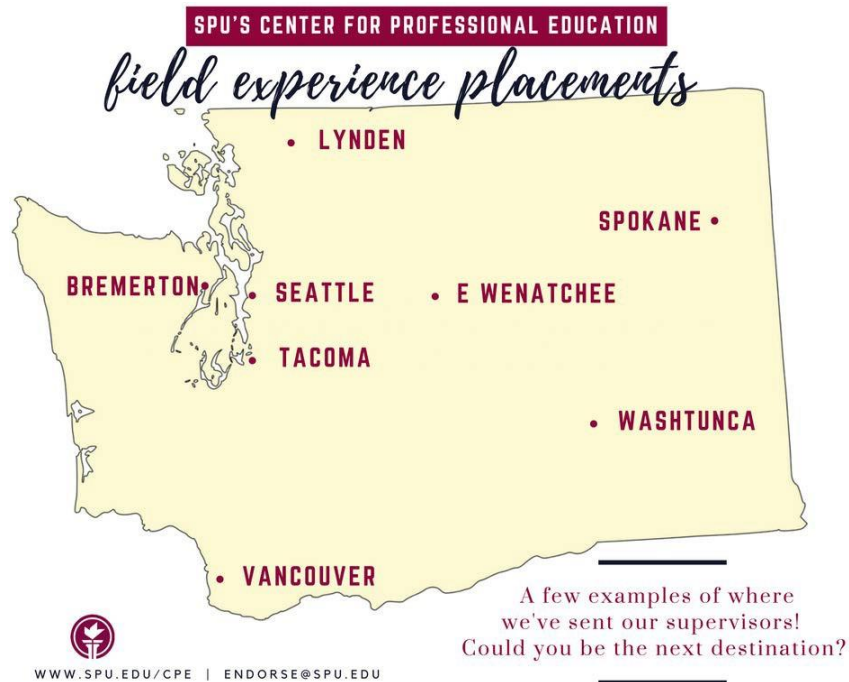 SPU'S CENTER FOR PROFESSIONAL EDUCATION
field experience placements
LYNDEN
SPOKANE
BREMERTON
SEATTLE
E WENATCHEE
TACOMA
WASHTUNCA
VANCOUVER
A few examples of where
we've sent our supervisors!
Could you be the next destination?
WWW.SPU.EDU/CPE | ENDORSE@SPU.EDU